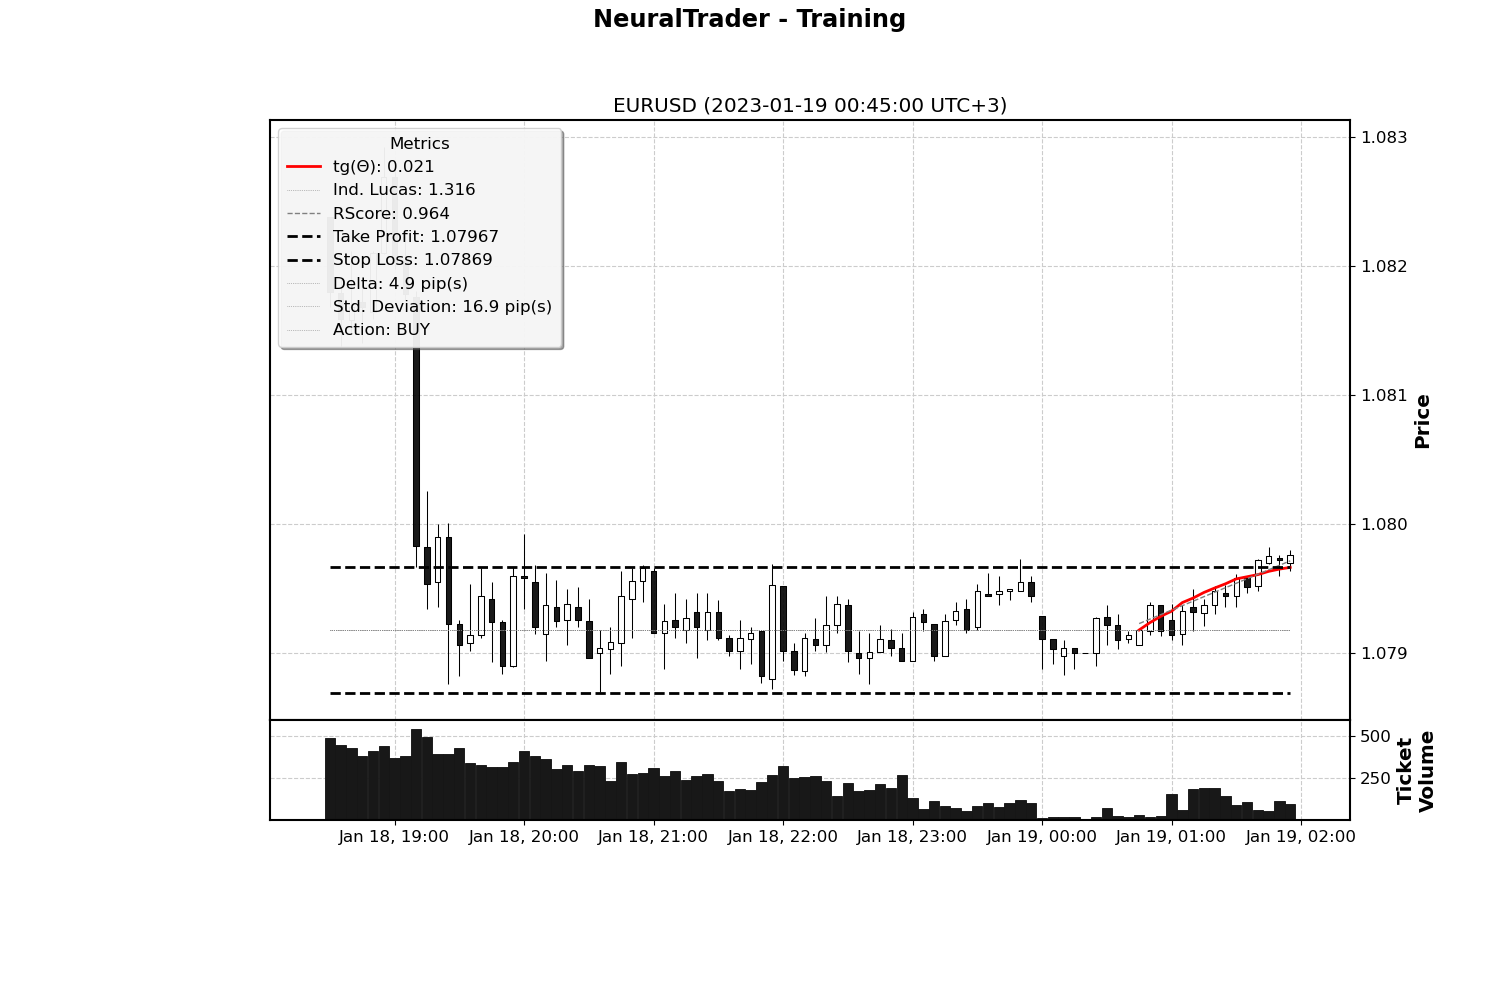 NeuralTrader - Training
EURUSD (2023-01-19 00:45:00 UTC+3)
Metrics
tg(Θ): 0.021
Ind. Lucas: 1.316
RScore: 0.964
Take Profit: 1.07967
Stop Loss: 1.07869
Delta: 4.9 pip(s)
Std. Deviation: 16.9 pip(s)
Action: BUY
1.083
1.082
1.081
1.080
1.079
Price
500
250
Ticket
Volume
Jan 18, 19:00
Jan 18, 20:00
Jan 18, 21:00
Jan 18, 22:00
Jan 18, 23:00
Jan 19, 00:00
Jan 19, 01:00
Jan 19, 02:00